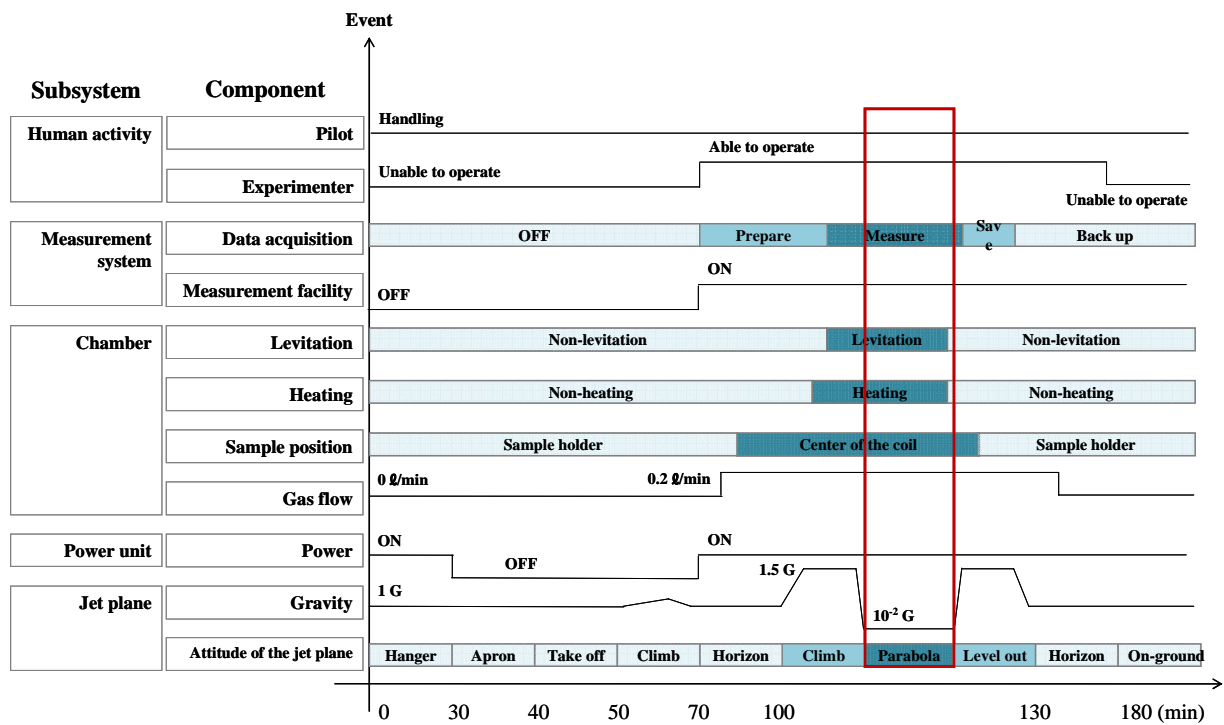 Event
Subsystem Component
Human activity Pilot Handling
Able to operate
Experimenter Unable to operate
Unable to operate
Measurement system Data acquisition OFF Prepare Measure Save Back up
Measurement facility OFF ON
Chamber Levitation Non-levitation Levitation Non-levitation
Heating Non-heating Heating Non-heating
Sample position Sample holder Center of the coil Sample holder
Gas flow 0 ℓ/min 0.2 ℓ/min
Power unit Power ON OFF ON
Jet plane Gravity 1 G 1.5 G 10⁻² G
Attitude of the jet plane Hanger Apron Take off Climb Horizon Climb Parabola Level out Horizon On-ground
0 30 40 50 70 100 130 180 (min)